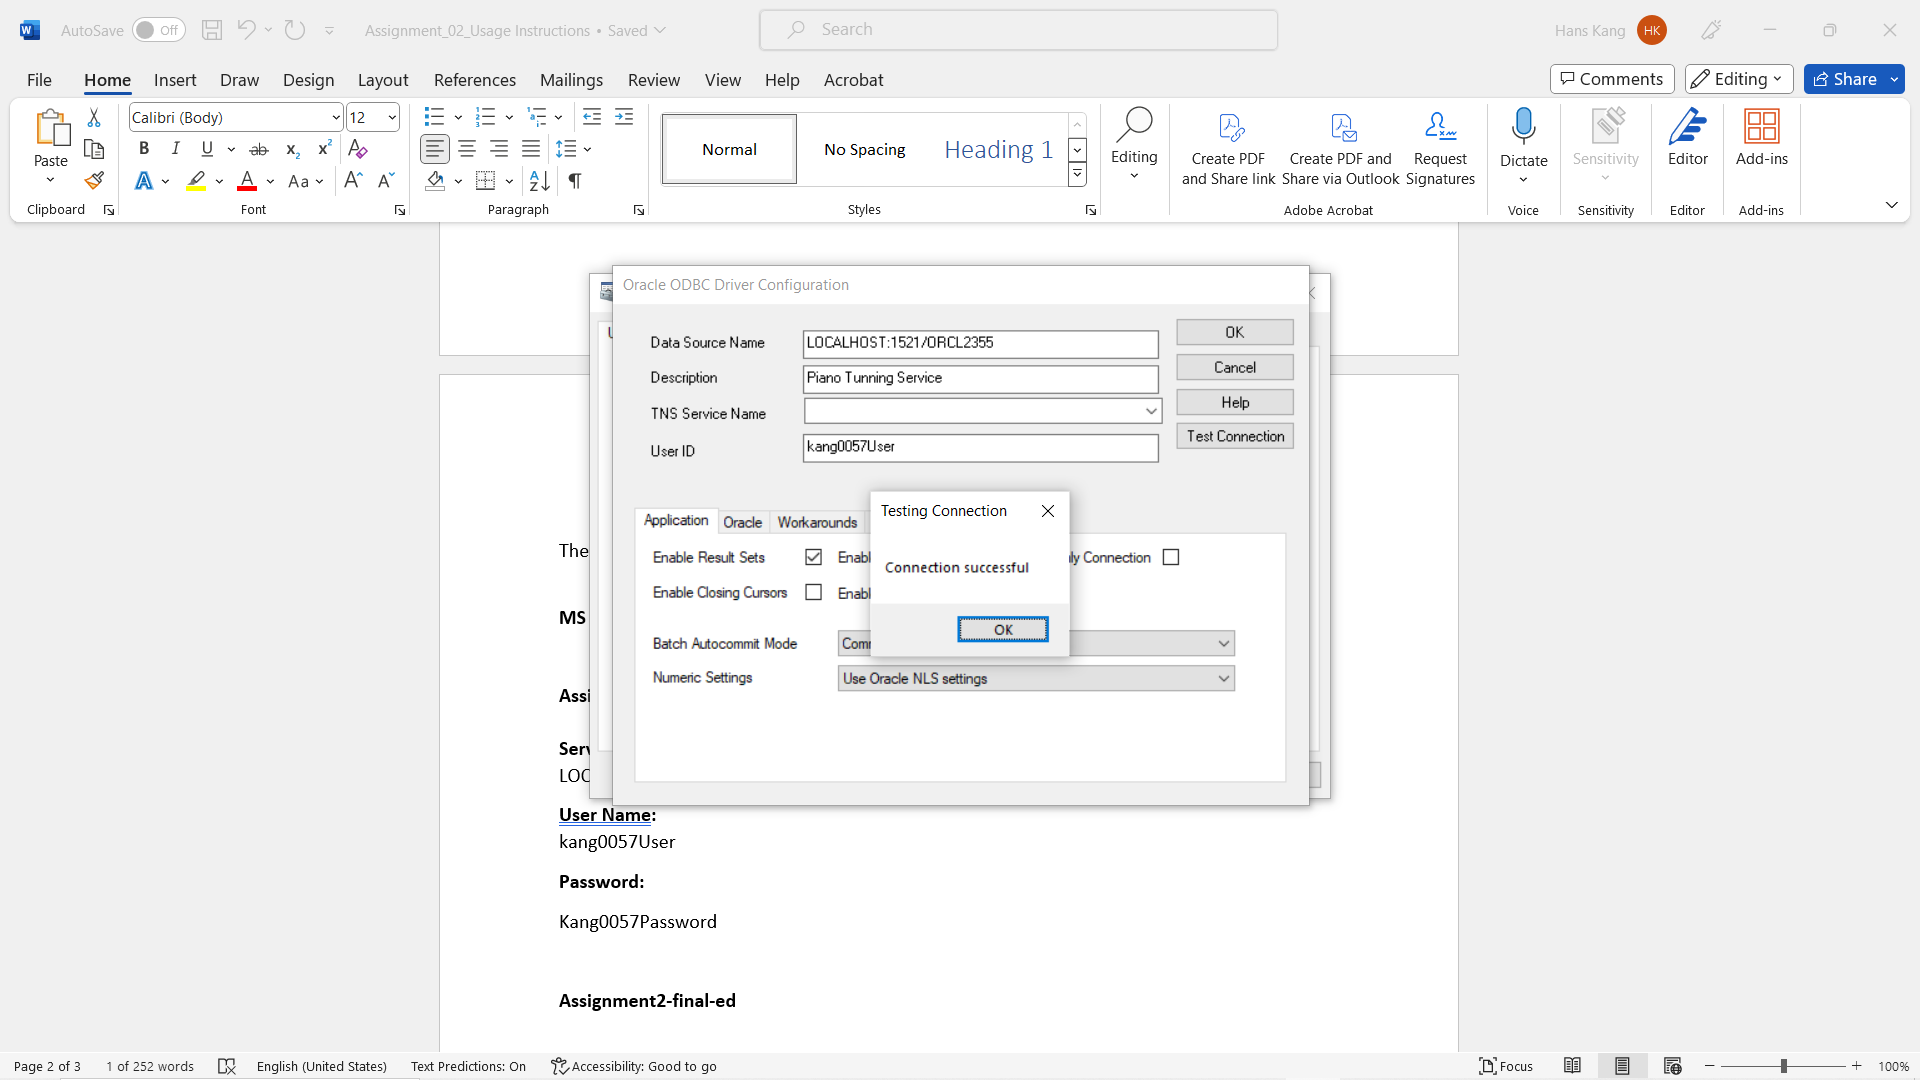 AutoSave Off Assignment_02_Usage Instructions • Saved Search Hans Kang HK
File Home Insert Draw Design Layout References Mailings Review View Help Acrobat Comments Editing Share
Paste
Calibri (Body) 12
Normal No Spacing Heading 1
Editing
Create PDF and Share link
Create PDF and Share via Outlook
Request Signatures
Dictate
Sensitivity
Editor
Add-ins
Clipboard Font Paragraph Styles Adobe Acrobat Voice Sensitivity Editor Add-ins
Oracle ODBC Driver Configuration
Data Source Name LOCALHOST:1521/ORCL2355 OK
Description Piano Tunning Service Cancel
TNS Service Name Help
User ID kang0057User Test Connection
Testing Connection
Application Oracle Workarounds
The
Enable Result Sets Enabl ly Connection
Connection successful
Enable Closing Cursors Enabl
MS
OK
Batch Autocommit Mode Comm
Numeric Settings Use Oracle NLS settings
Assi
Serv
LOC
User Name:
kang0057User
Password:
Kang0057Password
Assignment2-final-ed
Page 2 of 3 1 of 252 words English (United States) Text Predictions: On Accessibility: Good to go Focus 100%